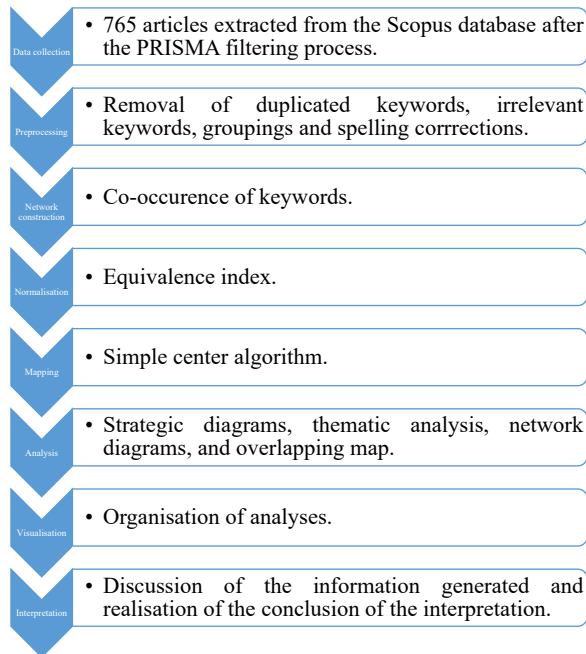 • 765 articles extracted from the Scopus database after
the PRISMA filtering process.
Data collection
• Removal of duplicated keywords, irrelevant
keywords, groupings and spelling corrrections.
Preprocessing
• Co-occurence of keywords.
Network
construction
• Equivalence index.
Normalisation
• Simple center algorithm.
Mapping
• Strategic diagrams, thematic analysis, network
diagrams, and overlapping map.
Analysis
• Organisation of analyses.
Visualisation
• Discussion of the information generated and
realisation of the conclusion of the interpretation.
Interpretation